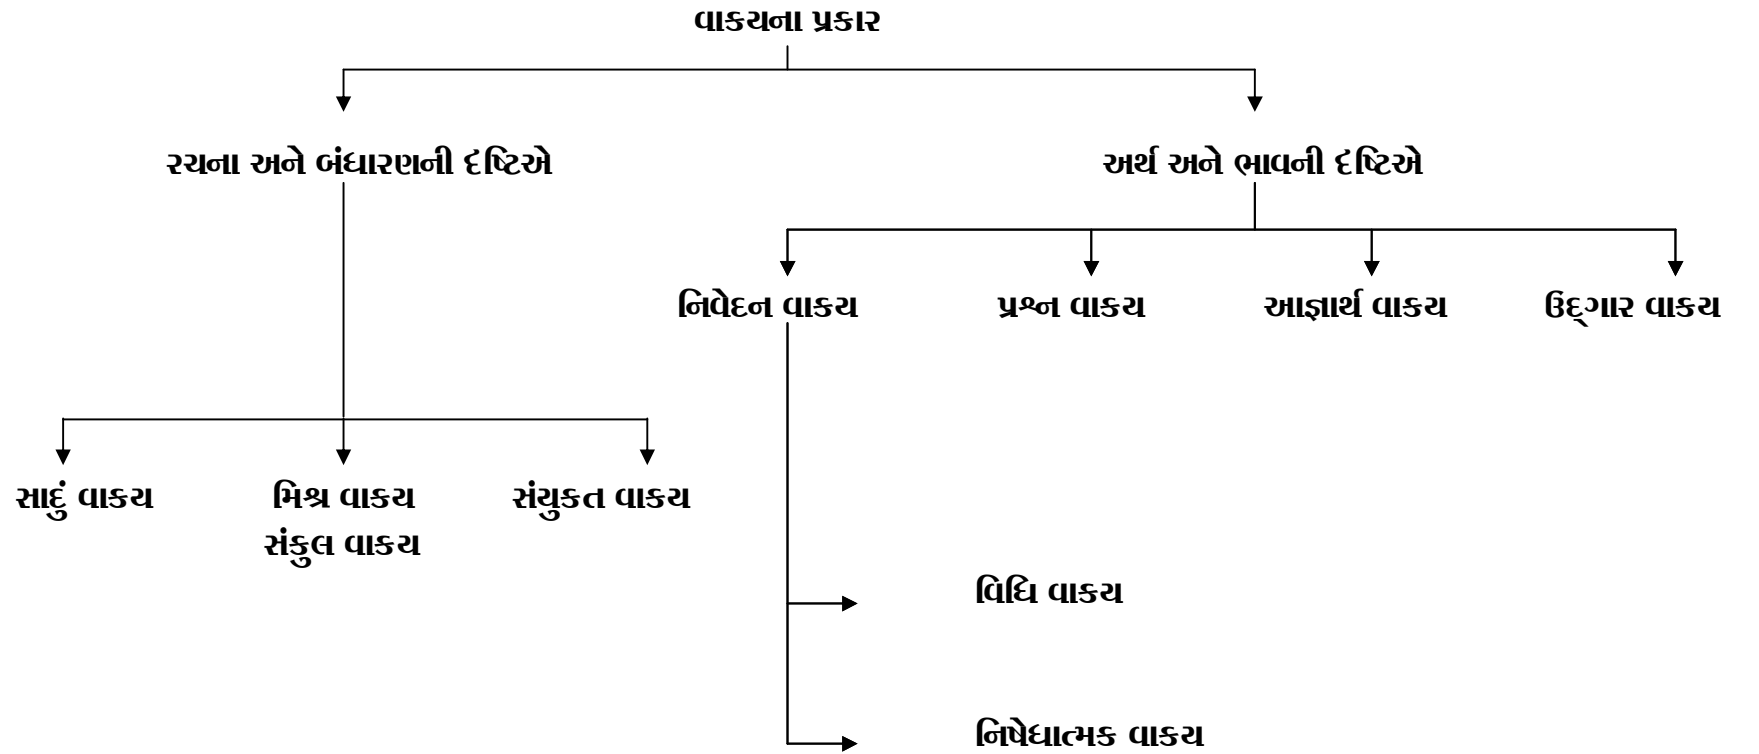 વાકયના પ્રકાર
રચના અને બંધારણની દૃષ્ટિએ
અર્થ અને ભાવની દૃષ્ટિએ
નિવેદન વાકય
પ્રશ્ન વાકય
આજ્ઞાર્થ વાકય
ઉદ્‌ગાર વાકય
સાદું વાકય
મિશ્ર વાકય
સંયુકત વાકય
સંકુલ વાકય
વિધિ વાકય
નિષેધાત્મક વાકય